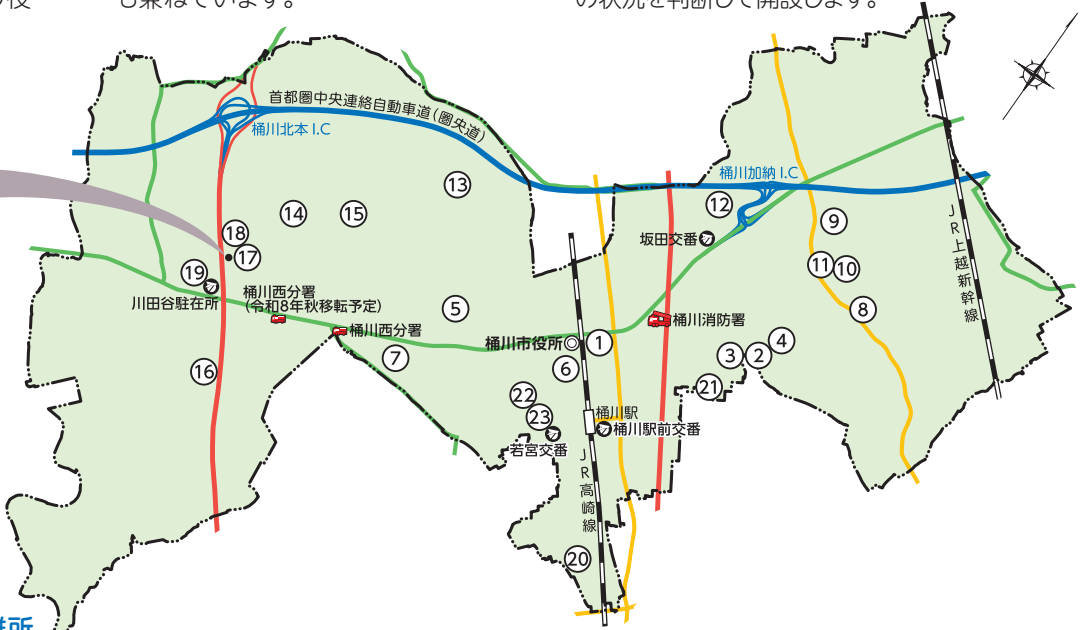 も兼ねています。
の状況を判断して開設します。
首都圏中央連絡自動車道(圏央道)
桶川北本 I.C
桶川加納 I.C
⑬
⑭
⑮
⑫
⑱
⑰
坂田交番
⑨
JR上越新幹線
⑲
⑪
⑩
川田谷駐在所
桶川西分署
(令和8年秋移転予定)
⑤
⑧
桶川西分署
桶川消防署
桶川市役所
①
④
③
②
⑦
⑥
⑯
㉑
㉒
㉓
桶川駅
桶川駅前交番
若宮交番
JR高崎線
⑳